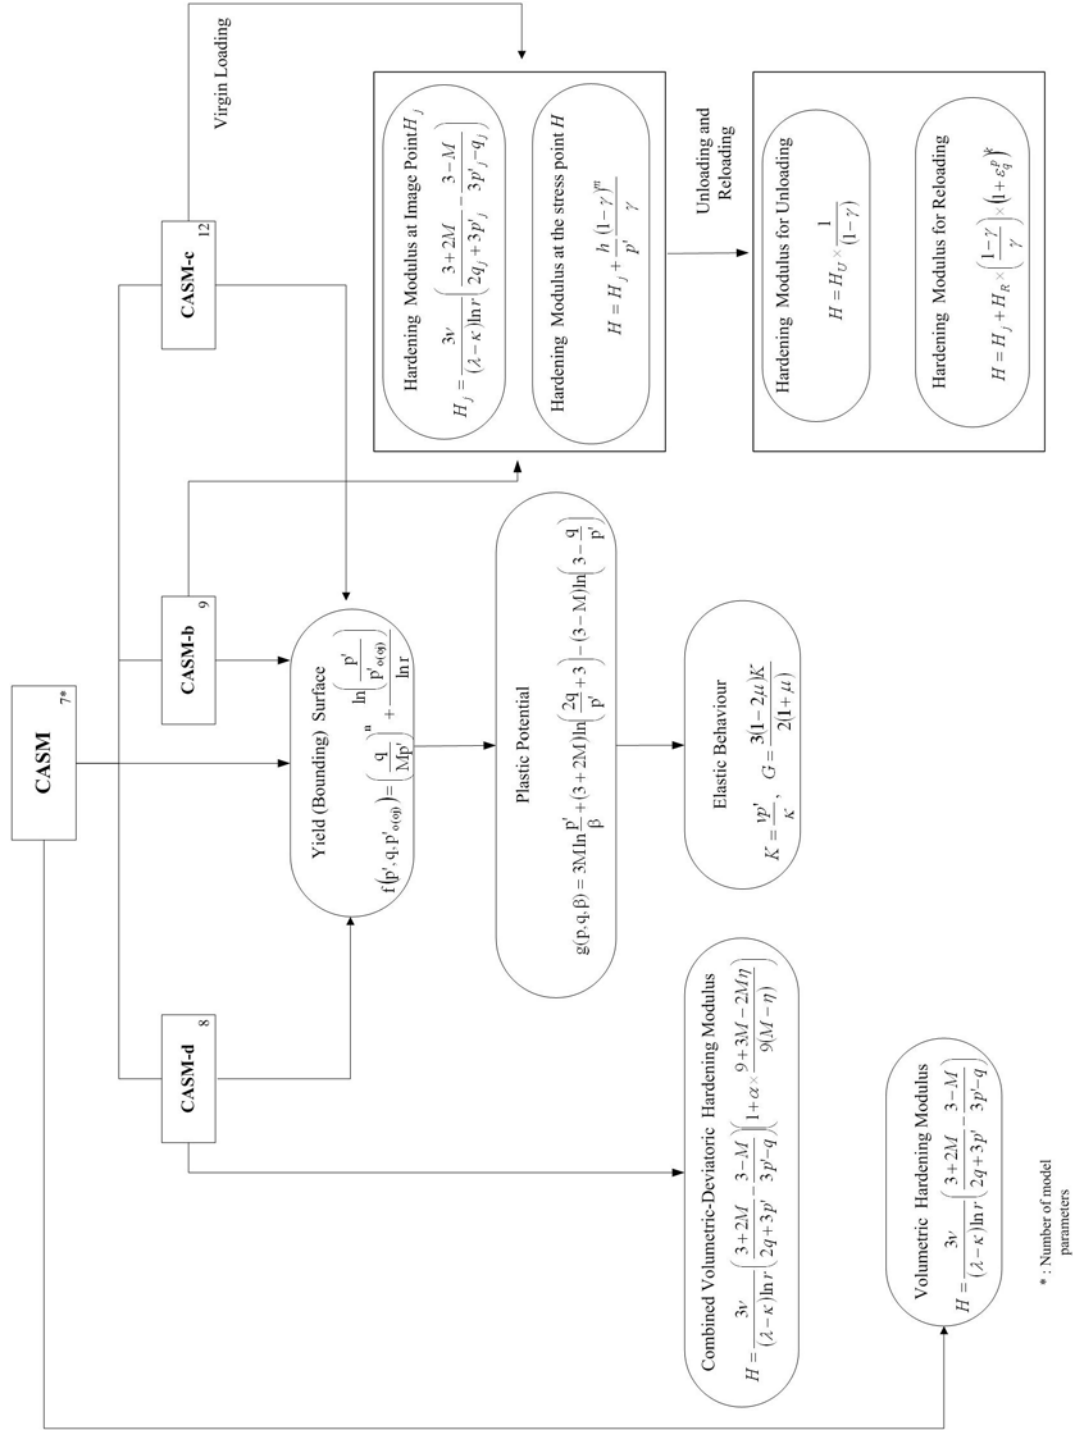 CASM
7*
CASM-d
8
CASM-b
9
CASM-c
12
Virgin Loading
Yield (Bounding) Surface
f(p',q,p'₀₍ₒⱼ₎) = (q/Mp')ⁿ + ln(p'/p'₀₍ₒⱼ₎)/ln r
Plastic Potential
g(p,q,β) = 3M ln p'/β + (3+2M)ln(2q/p' + 3) − (3−M)ln(3 − q/p')
Elastic Behaviour
K = νp'/κ, G = 3(1−2μ)K/2(1+μ)
Combined Volumetric-Deviatoric Hardening Modulus
H = 3ν/(λ−κ)ln r (3+2M/2q+3p' − 3−M/3p'−q)(1+α× 9+3M−2Mη/9(M−η))
Volumetric Hardening Modulus
H = 3ν/(λ−κ)ln r (3+2M/2q+3p' − 3−M/3p'−q)
Hardening Modulus at Image Point H_j
H_j = 3ν/(λ−κ)ln r (3+2M/2q_j+3p'_j − 3−M/3p'_j−q_j)
Hardening Modulus at the stress point H
H = H_j + h/p' (1−γ)ᵐ/γ
Unloading and
Reloading
Hardening Modulus for Unloading
H = H_U × 1/(1−γ)
Hardening Modulus for Reloading
H = H_j + H_R × (1−γ/γ) × (1+ε_q^p)^k
* : Number of model
parameters